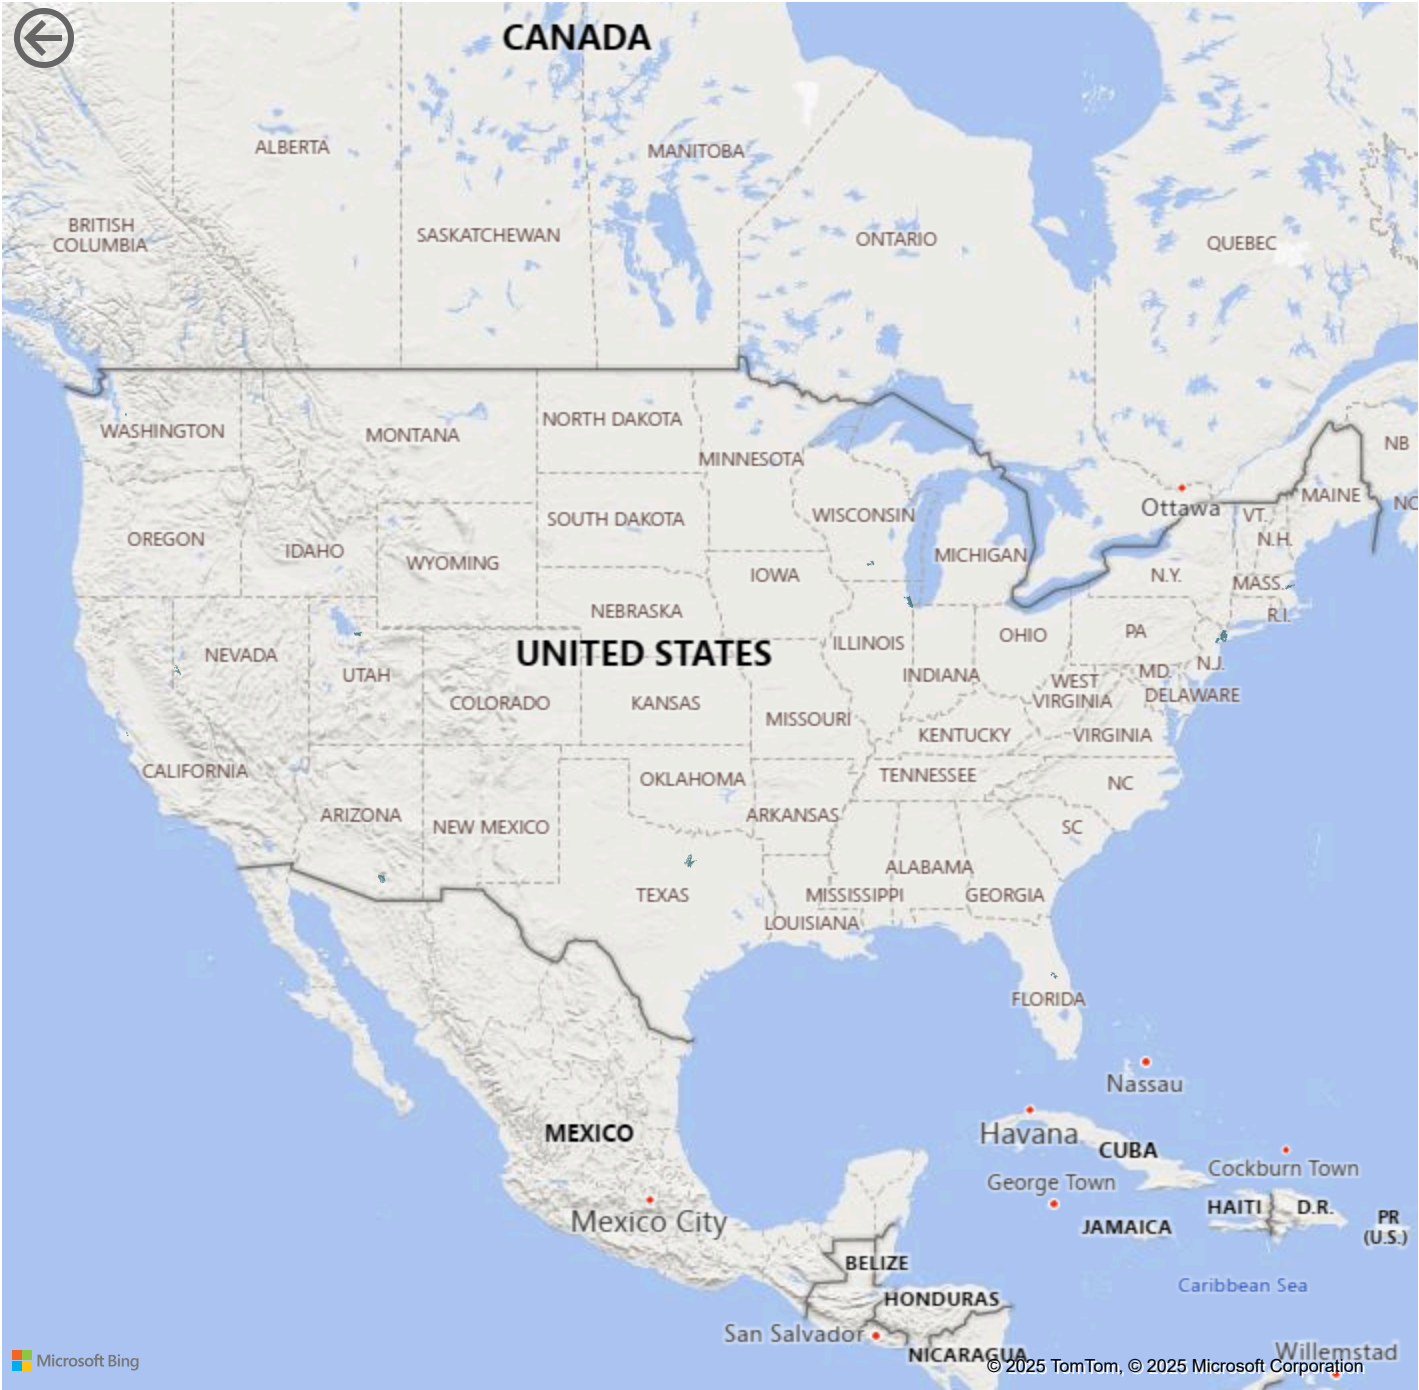 CANADA
ALBERTA
MANITOBA
BRITISH
COLUMBIA
SASKATCHEWAN
ONTARIO
QUEBEC
WASHINGTON
MONTANA
NORTH DAKOTA
MINNESOTA
NB
MAINE
Ottawa
VT.
N.H.
NO
OREGON
IDAHO
WYOMING
SOUTH DAKOTA
WISCONSIN
MICHIGAN
IOWA
N.Y.
MASS.
R.I.
NEBRASKA
UNITED STATES
ILLINOIS
OHIO
PA
NEVADA
UTAH
INDIANA
MD.
N.J.
COLORADO
KANSAS
MISSOURI
WEST
VIRGINIA
DELAWARE
KENTUCKY
VIRGINIA
CALIFORNIA
OKLAHOMA
TENNESSEE
NC
ARIZONA
NEW MEXICO
ARKANSAS
SC
TEXAS
ALABAMA
MISSISSIPPI
GEORGIA
LOUISIANA
FLORIDA
Nassau
MEXICO
Havana
CUBA
Cockburn Town
George Town
Mexico City
JAMAICA
HAITI
D.R.
PR
(U.S.)
BELIZE
Caribbean Sea
HONDURAS
San Salvador
NICARAGUA
Willemstad
Microsoft Bing
© 2025 TomTom, © 2025 Microsoft Corporation